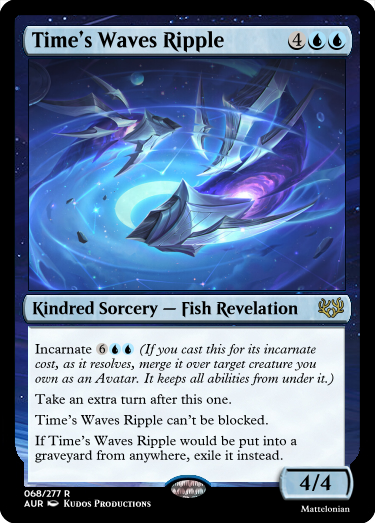 Time's Waves Ripple 4
Kindred Sorcery — Fish Revelation
Incarnate 6 (If you cast this for its incarnate
cost, as it resolves, merge it over target creature you
own as an Avatar. It keeps all abilities from under it.)
Take an extra turn after this one.
Time's Waves Ripple can't be blocked.
If Time's Waves Ripple would be put into a
graveyard from anywhere, exile it instead.
4/4
068/277 R
AUR Kudos Productions
Mattelonian